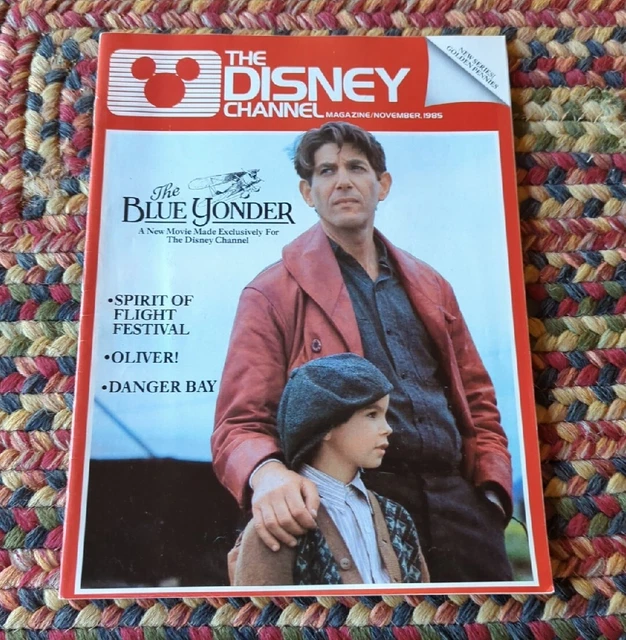 THE
DISNEY
CHANNEL MAGAZINE/NOVEMBER, 1985
NEW SERIES:
GOLDEN PENNIES
The
BLUE YONDER
A New Movie Made Exclusively For
The Disney Channel
•SPIRIT OF
FLIGHT
FESTIVAL
•OLIVER!
•DANGER BAY